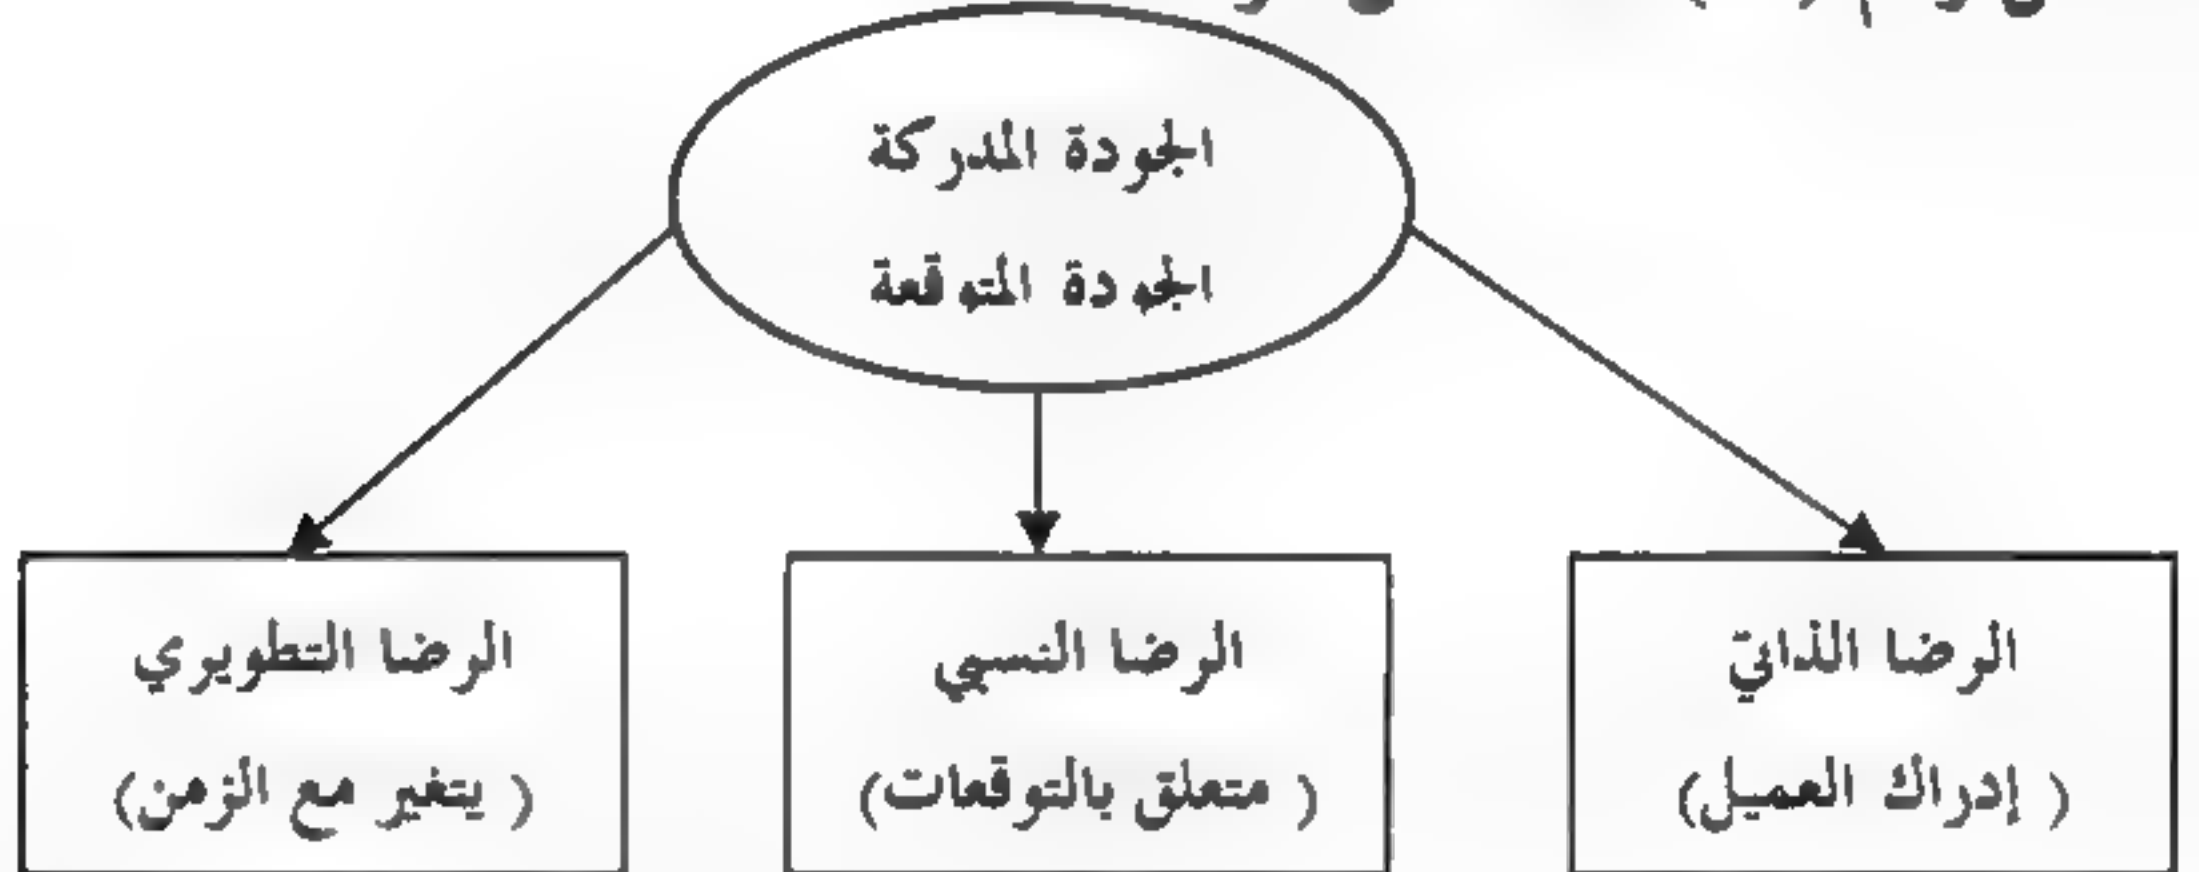 الجودة المدركة
الجودة المتوقعة
الرضا الذاتي
( إدراك العميل)
الرضا النسبي
( متعلق بالتوقعات)
الرضا التطويري
( يتغير مع الزمن)